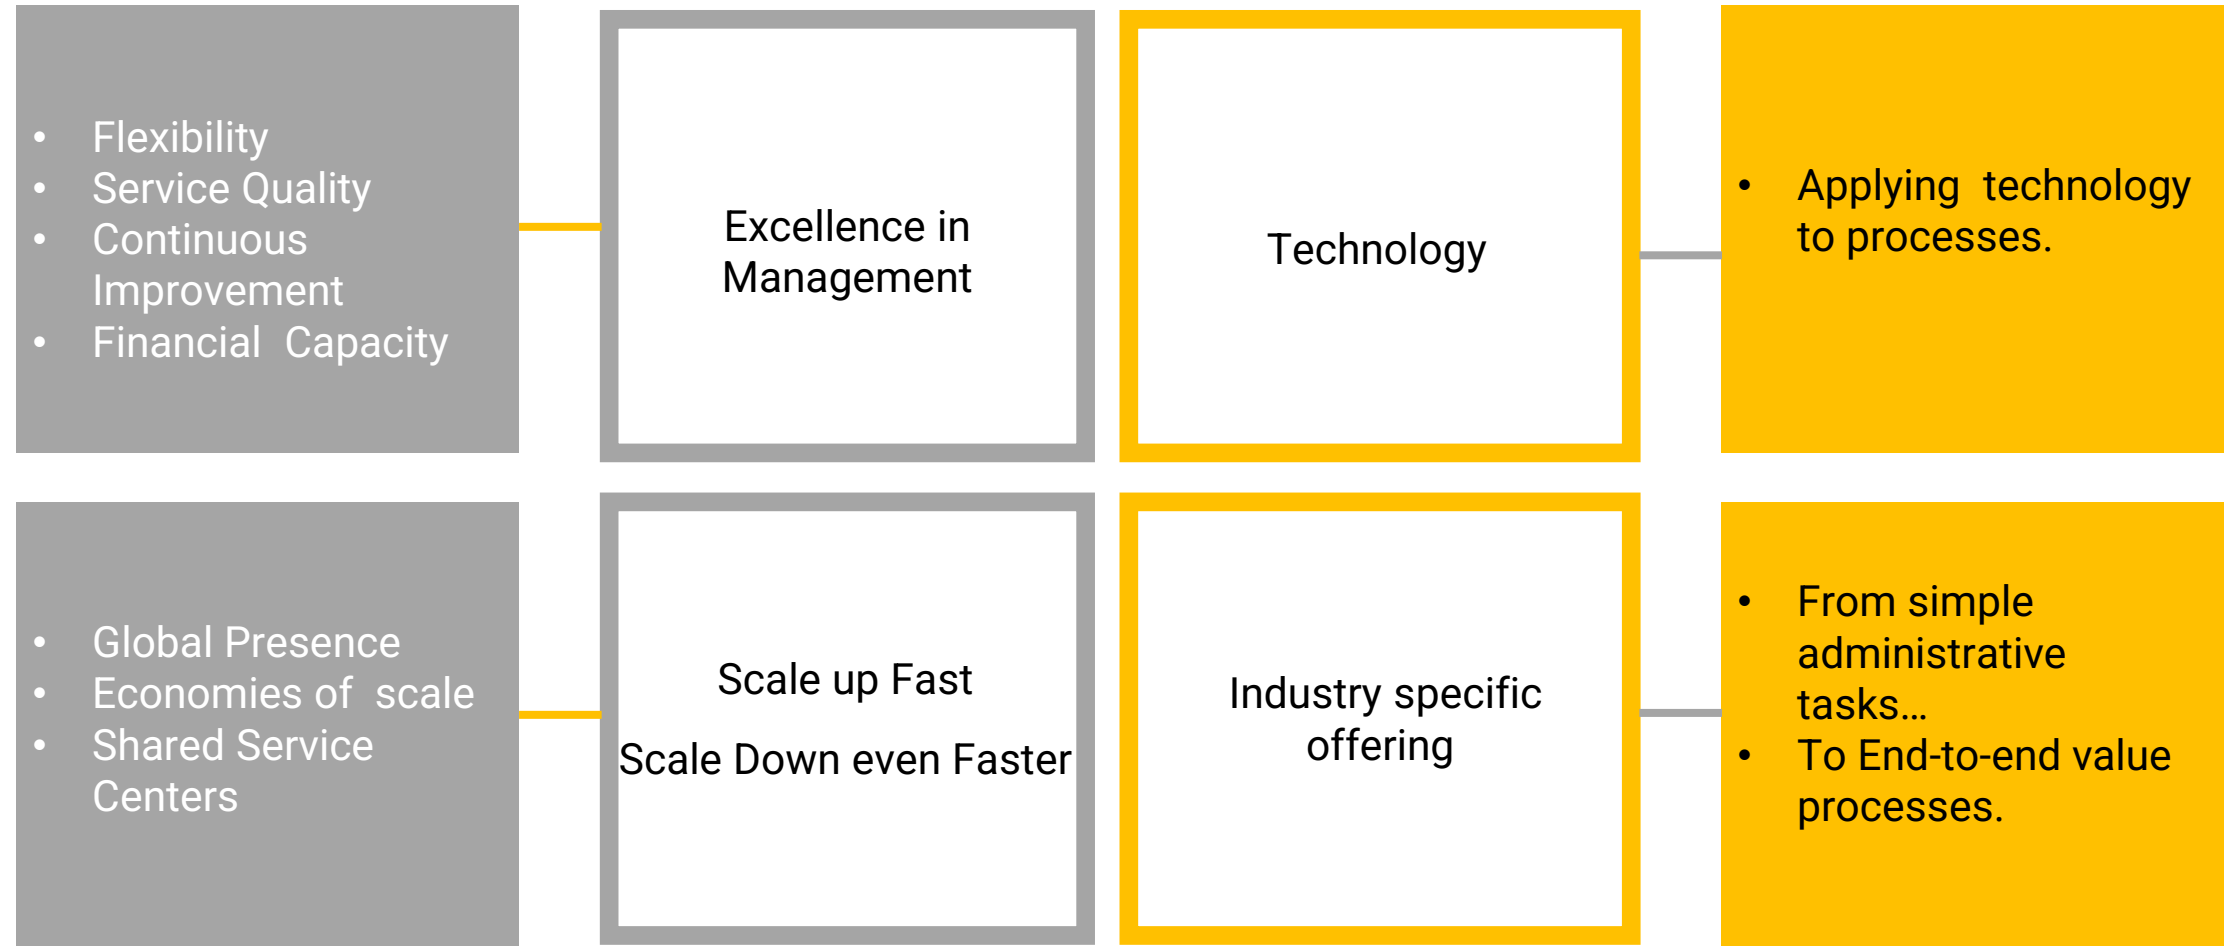 • Flexibility
• Service Quality
• Continuous
Improvement
• Financial Capacity
Excellence in
Management
Technology
• Applying technology
to processes.
• Global Presence
• Economies of scale
• Shared Service
Centers
Scale up Fast
Scale Down even Faster
Industry specific
offering
• From simple
administrative
tasks…
• To End-to-end value
processes.